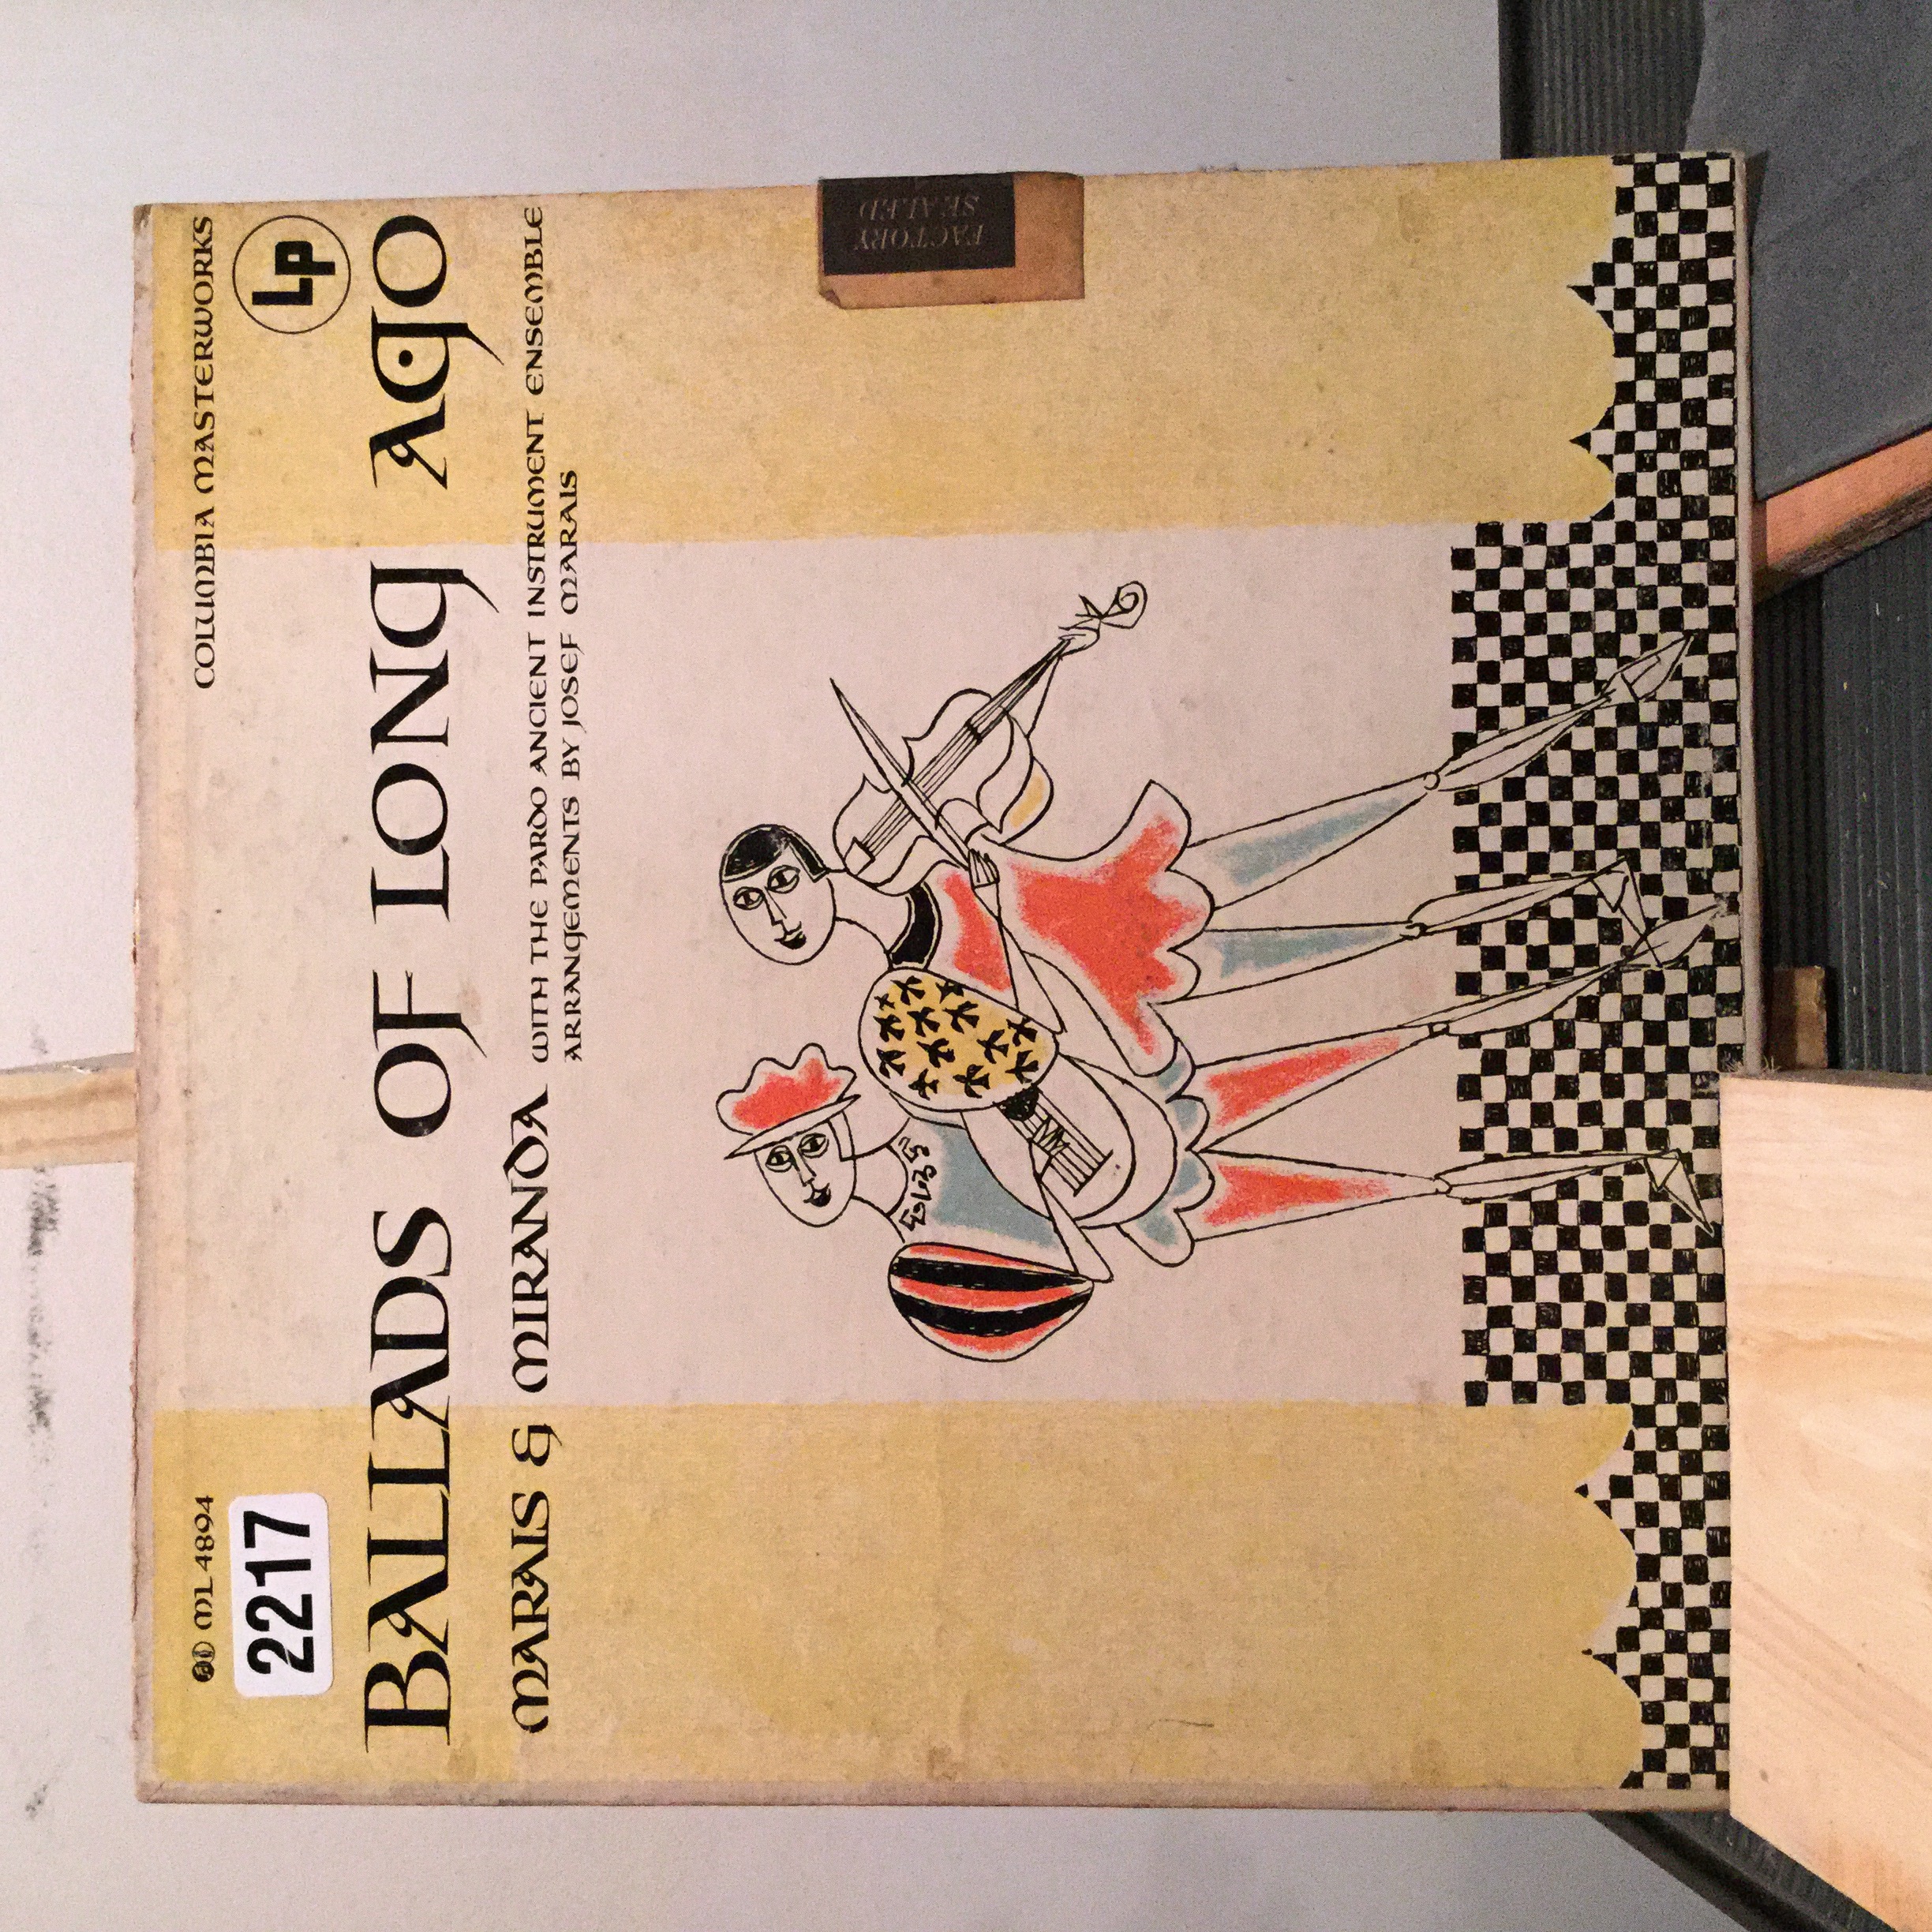 ML 4894
COLUMBIA MASTERWORKS
2217
Lp
BALLADS OF LONG AGO
MARAIS & MIRANDA WITH THE PARDO ANCIENT INSTRUMENT ENSEMBLE
ARRANGEMENTS BY JOSEF MARAIS
FACTORY
SEALED